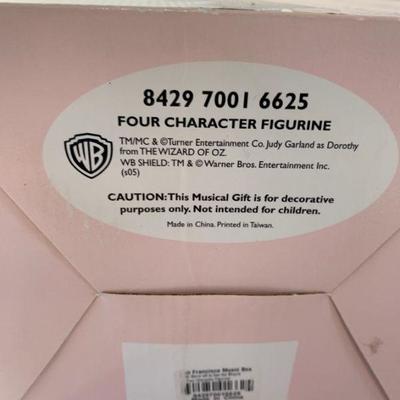 8429 7001 6625
FOUR CHARACTER FIGURINE
WB
TM/MC & ©Turner Entertainment Co. Judy Garland as Dorothy
from THE WIZARD OF OZ.
WB SHIELD: TM & © Warner Bros. Entertainment Inc.
(s05)
CAUTION: This Musical Gift is for decorative
purposes only. Not intended for children.
Made in China. Printed in Taiwan.
Francisco Music Box
842970016625